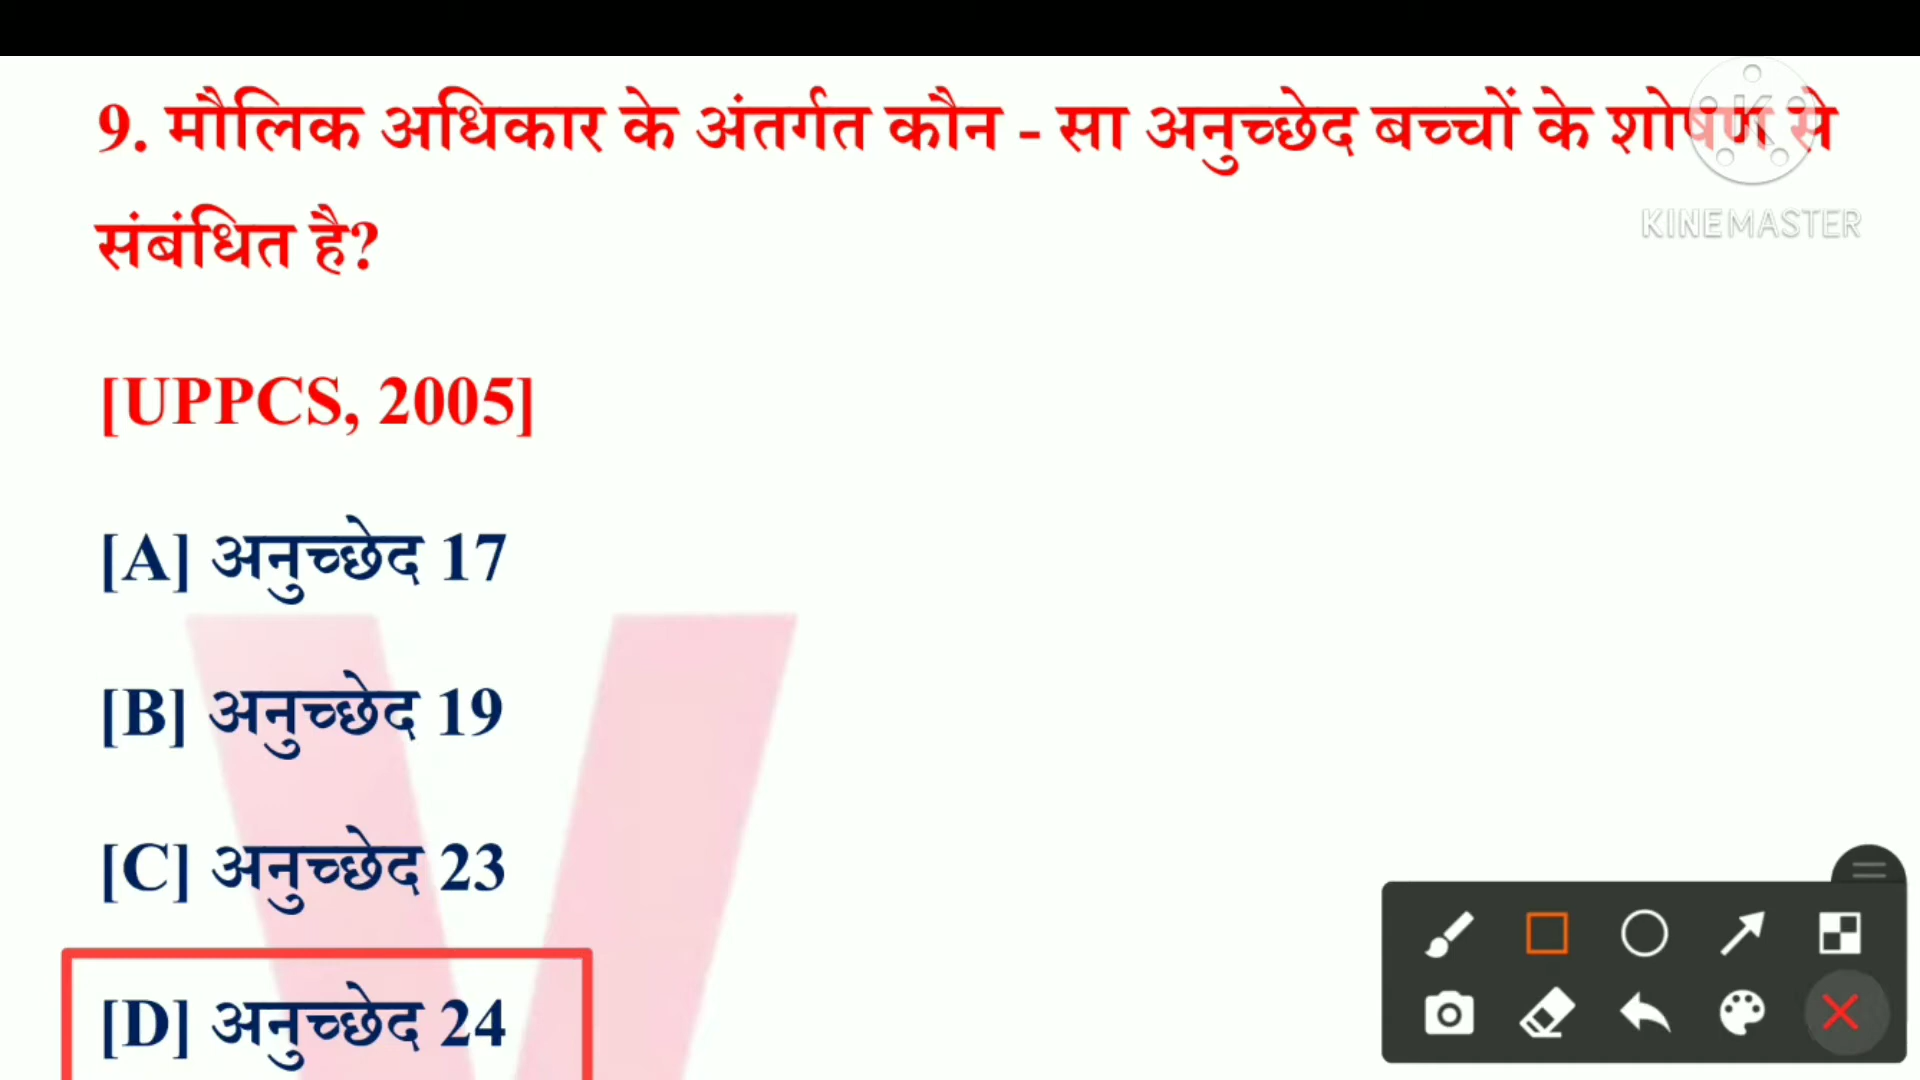 9. मौलिक अधिकार के अंतर्गत कौन - सा अनुच्छेद बच्चों के शोषण से
संबंधित है?
KINEMASTER
[UPPCS, 2005]
[A] अनुच्छेद 17
[B] अनुच्छेद 19
[C] अनुच्छेद 23
[D] अनुच्छेद 24